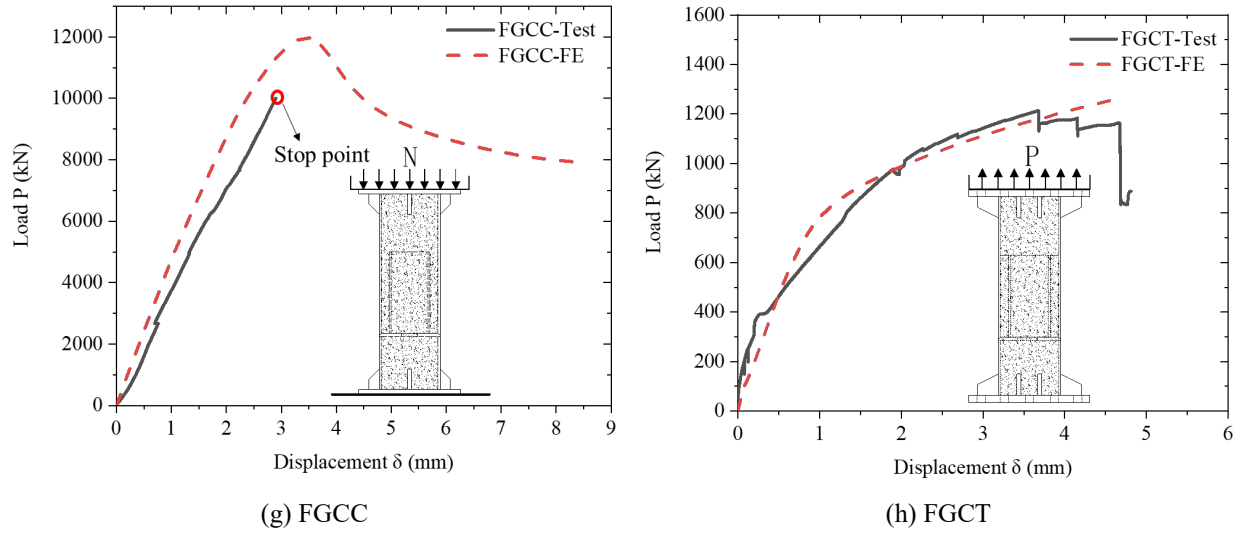 12000
10000
8000
6000
4000
2000
0
Load P (kN)
FGCC-Test
FGCC-FE
Stop point
N
0 1 2 3 4 5 6 7 8 9
Displacement δ (mm)
(g) FGCC
1600
1400
1200
1000
800
600
400
200
0
Load P (kN)
FGCT-Test
FGCT-FE
P
0 1 2 3 4 5 6
Displacement δ (mm)
(h) FGCT